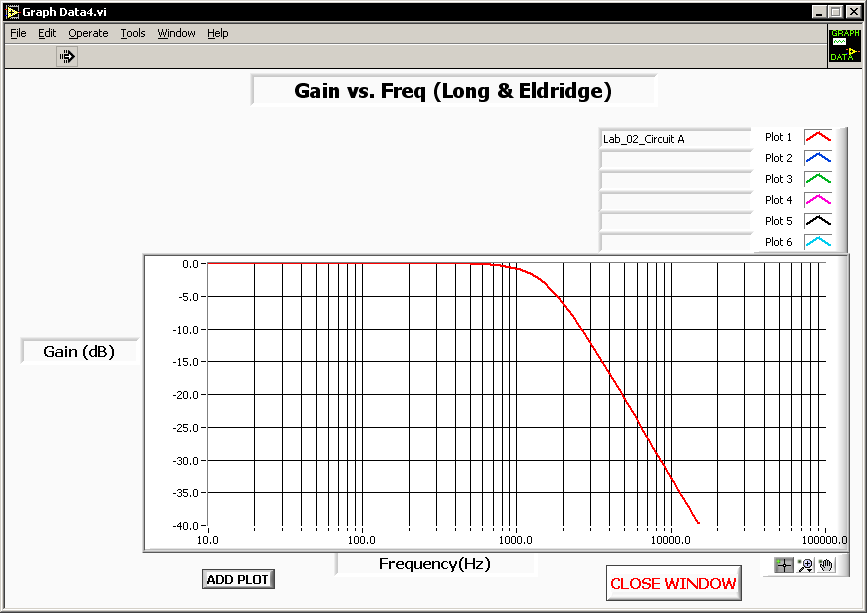 Graph Data4.vi
File Edit Operate Tools Window Help
GRAPH
DATA
Gain vs. Freq (Long & Eldridge)
Lab_02_Circuit A Plot 1
Plot 2
Plot 3
Plot 4
Plot 5
Plot 6
Gain (dB)
0.0
-5.0
-10.0
-15.0
-20.0
-25.0
-30.0
-35.0
-40.0
10.0 100.0 1000.0 10000.0 100000.0
Frequency(Hz)
ADD PLOT
CLOSE WINDOW